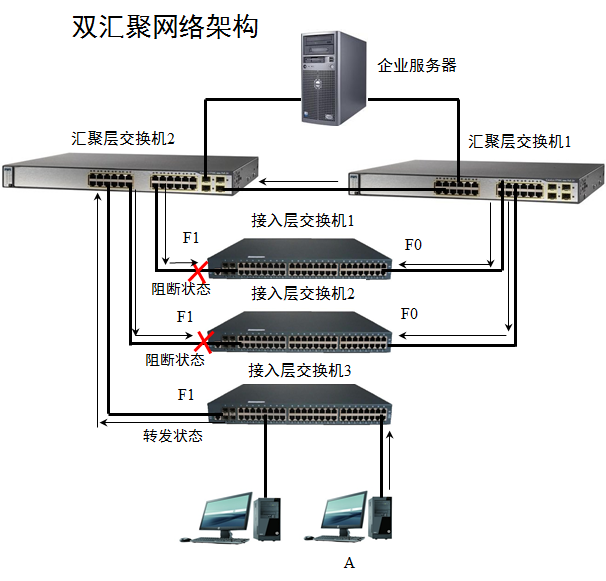 双汇聚网络架构
企业服务器
汇聚层交换机2
汇聚层交换机1
接入层交换机1
F1
F0
阻断状态
接入层交换机2
F1
F0
阻断状态
接入层交换机3
F1
转发状态
A